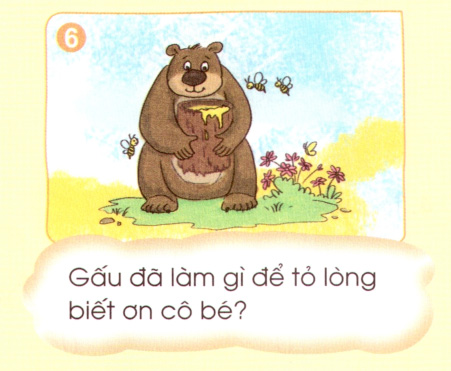 6
Gấu đã làm gì để tỏ lòng
biết ơn cô bé?